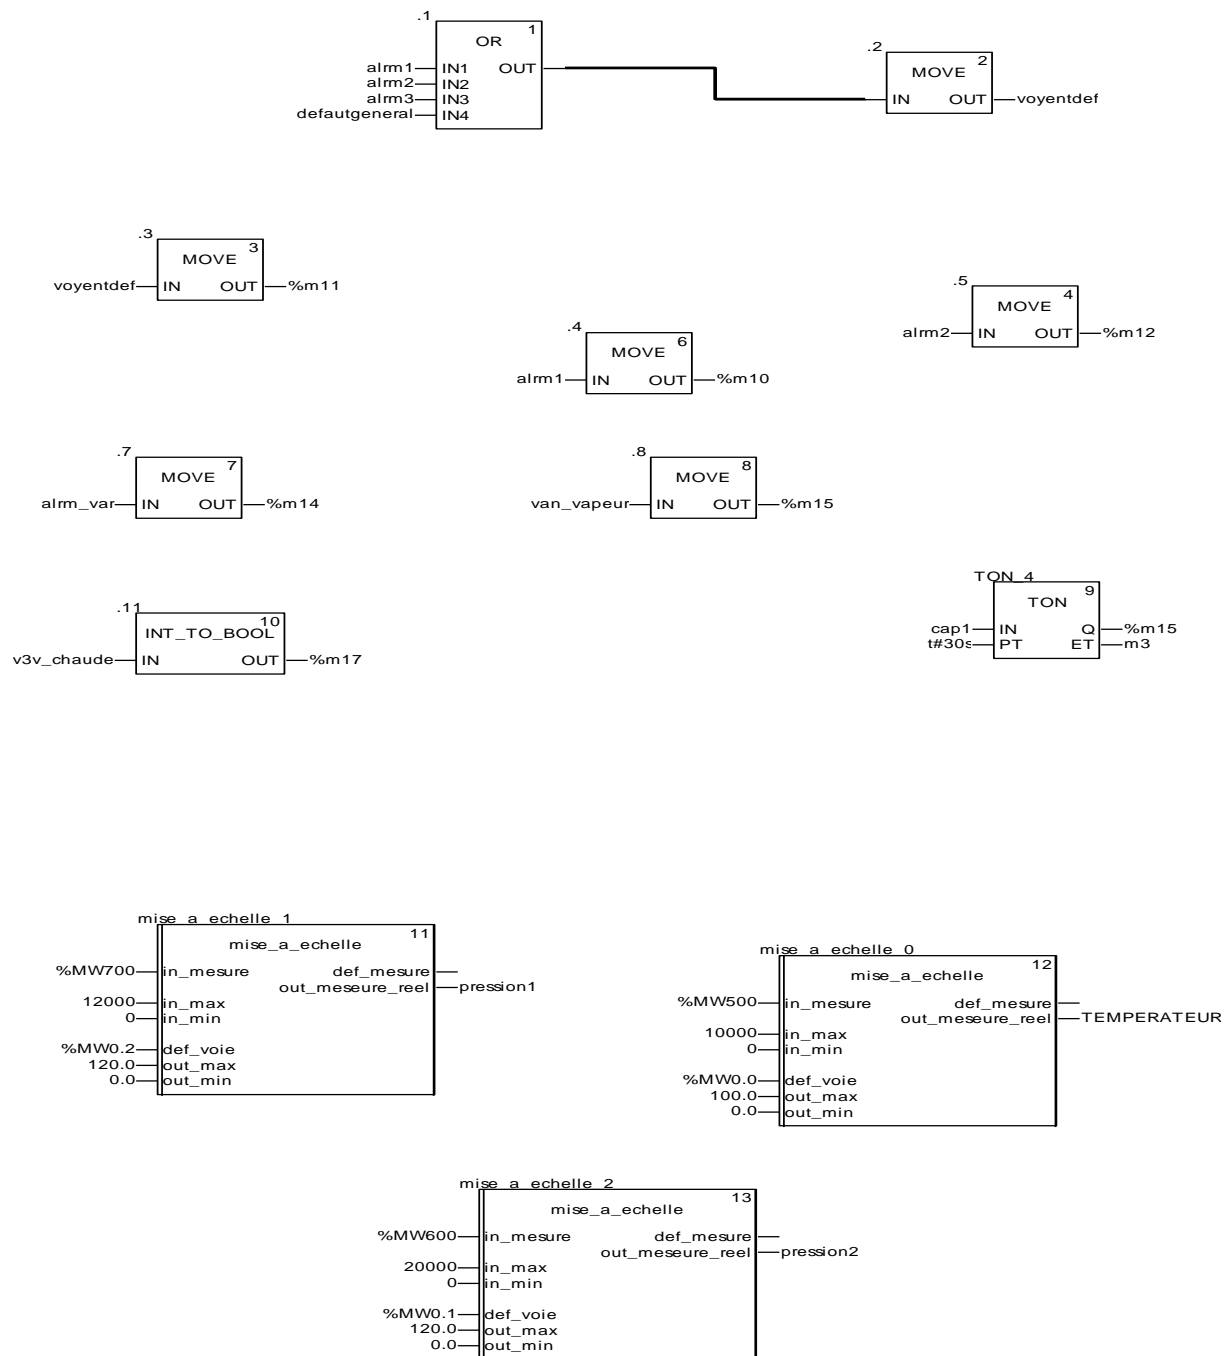 .1
1
OR
alrm1 IN1 OUT
alrm2 IN2
alrm3 IN3
defautgeneral IN4
.2
2
MOVE
IN OUT voyentdef
.3
3
MOVE
voyentdef IN OUT %m11
.5
4
MOVE
alrm2 IN OUT %m12
.4
6
MOVE
alrm1 IN OUT %m10
.7
7
MOVE
alrm_var IN OUT %m14
.8
8
MOVE
van_vapeur IN OUT %m15
TON_4
9
TON
cap1 IN Q %m15
t#30s PT ET m3
.11
10
INT_TO_BOOL
v3v_chaude IN OUT %m17
mise_a_echelle_1
11
mise_a_echelle
%MW700 in_mesure def_mesure
out_meseure_reel pression1
12000 in_max
0 in_min
%MW0.2 def_voie
120.0 out_max
0.0 out_min
mise_a_echelle_0
12
mise_a_echelle
%MW500 in_mesure def_mesure
out_meseure_reel TEMPERATEUR
10000 in_max
0 in_min
%MW0.0 def_voie
100.0 out_max
0.0 out_min
mise_a_echelle_2
13
mise_a_echelle
%MW600 in_mesure def_mesure
out_meseure_reel pression2
20000 in_max
0 in_min
%MW0.1 def_voie
120.0 out_max
0.0 out_min